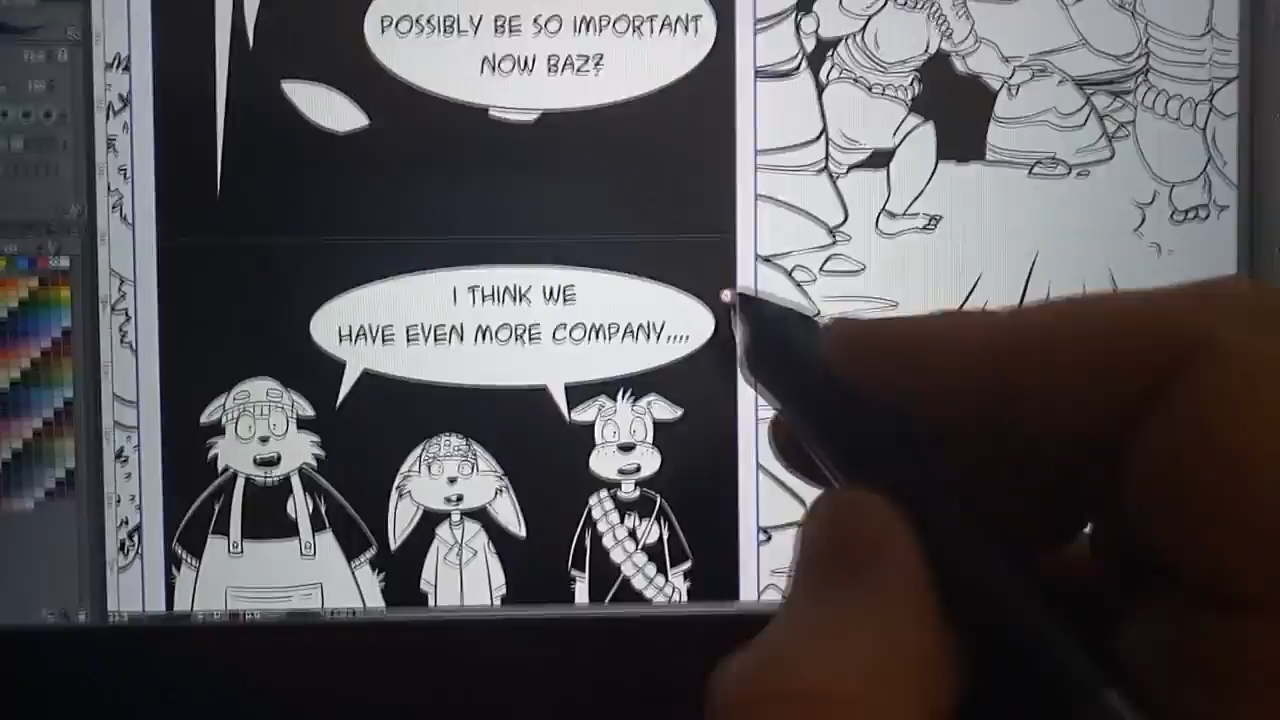 POSSIBLY BE SO IMPORTANT
NOW BAZ?
I THINK WE
HAVE EVEN MORE COMPANY,,,,